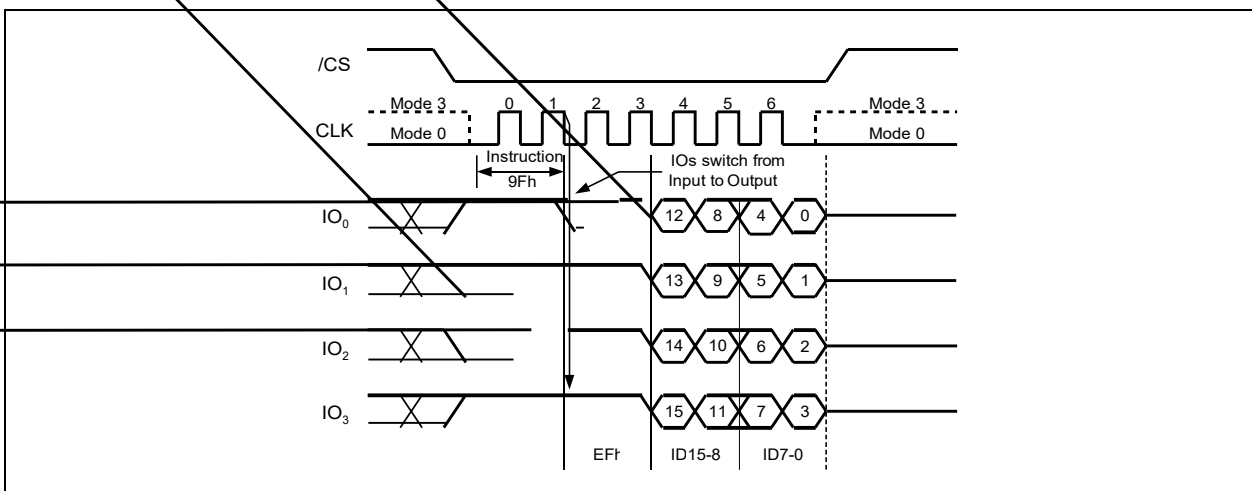 /CS
Mode 3 0 1 2 3 4 5 6 Mode 3
CLK Mode 0 Mode 0
Instruction
9Fh
IOs switch from
Input to Output
IO0 12 8 4 0
IO1 13 9 5 1
IO2 14 10 6 2
IO3 15 11 7 3
ID15-8 ID7-0